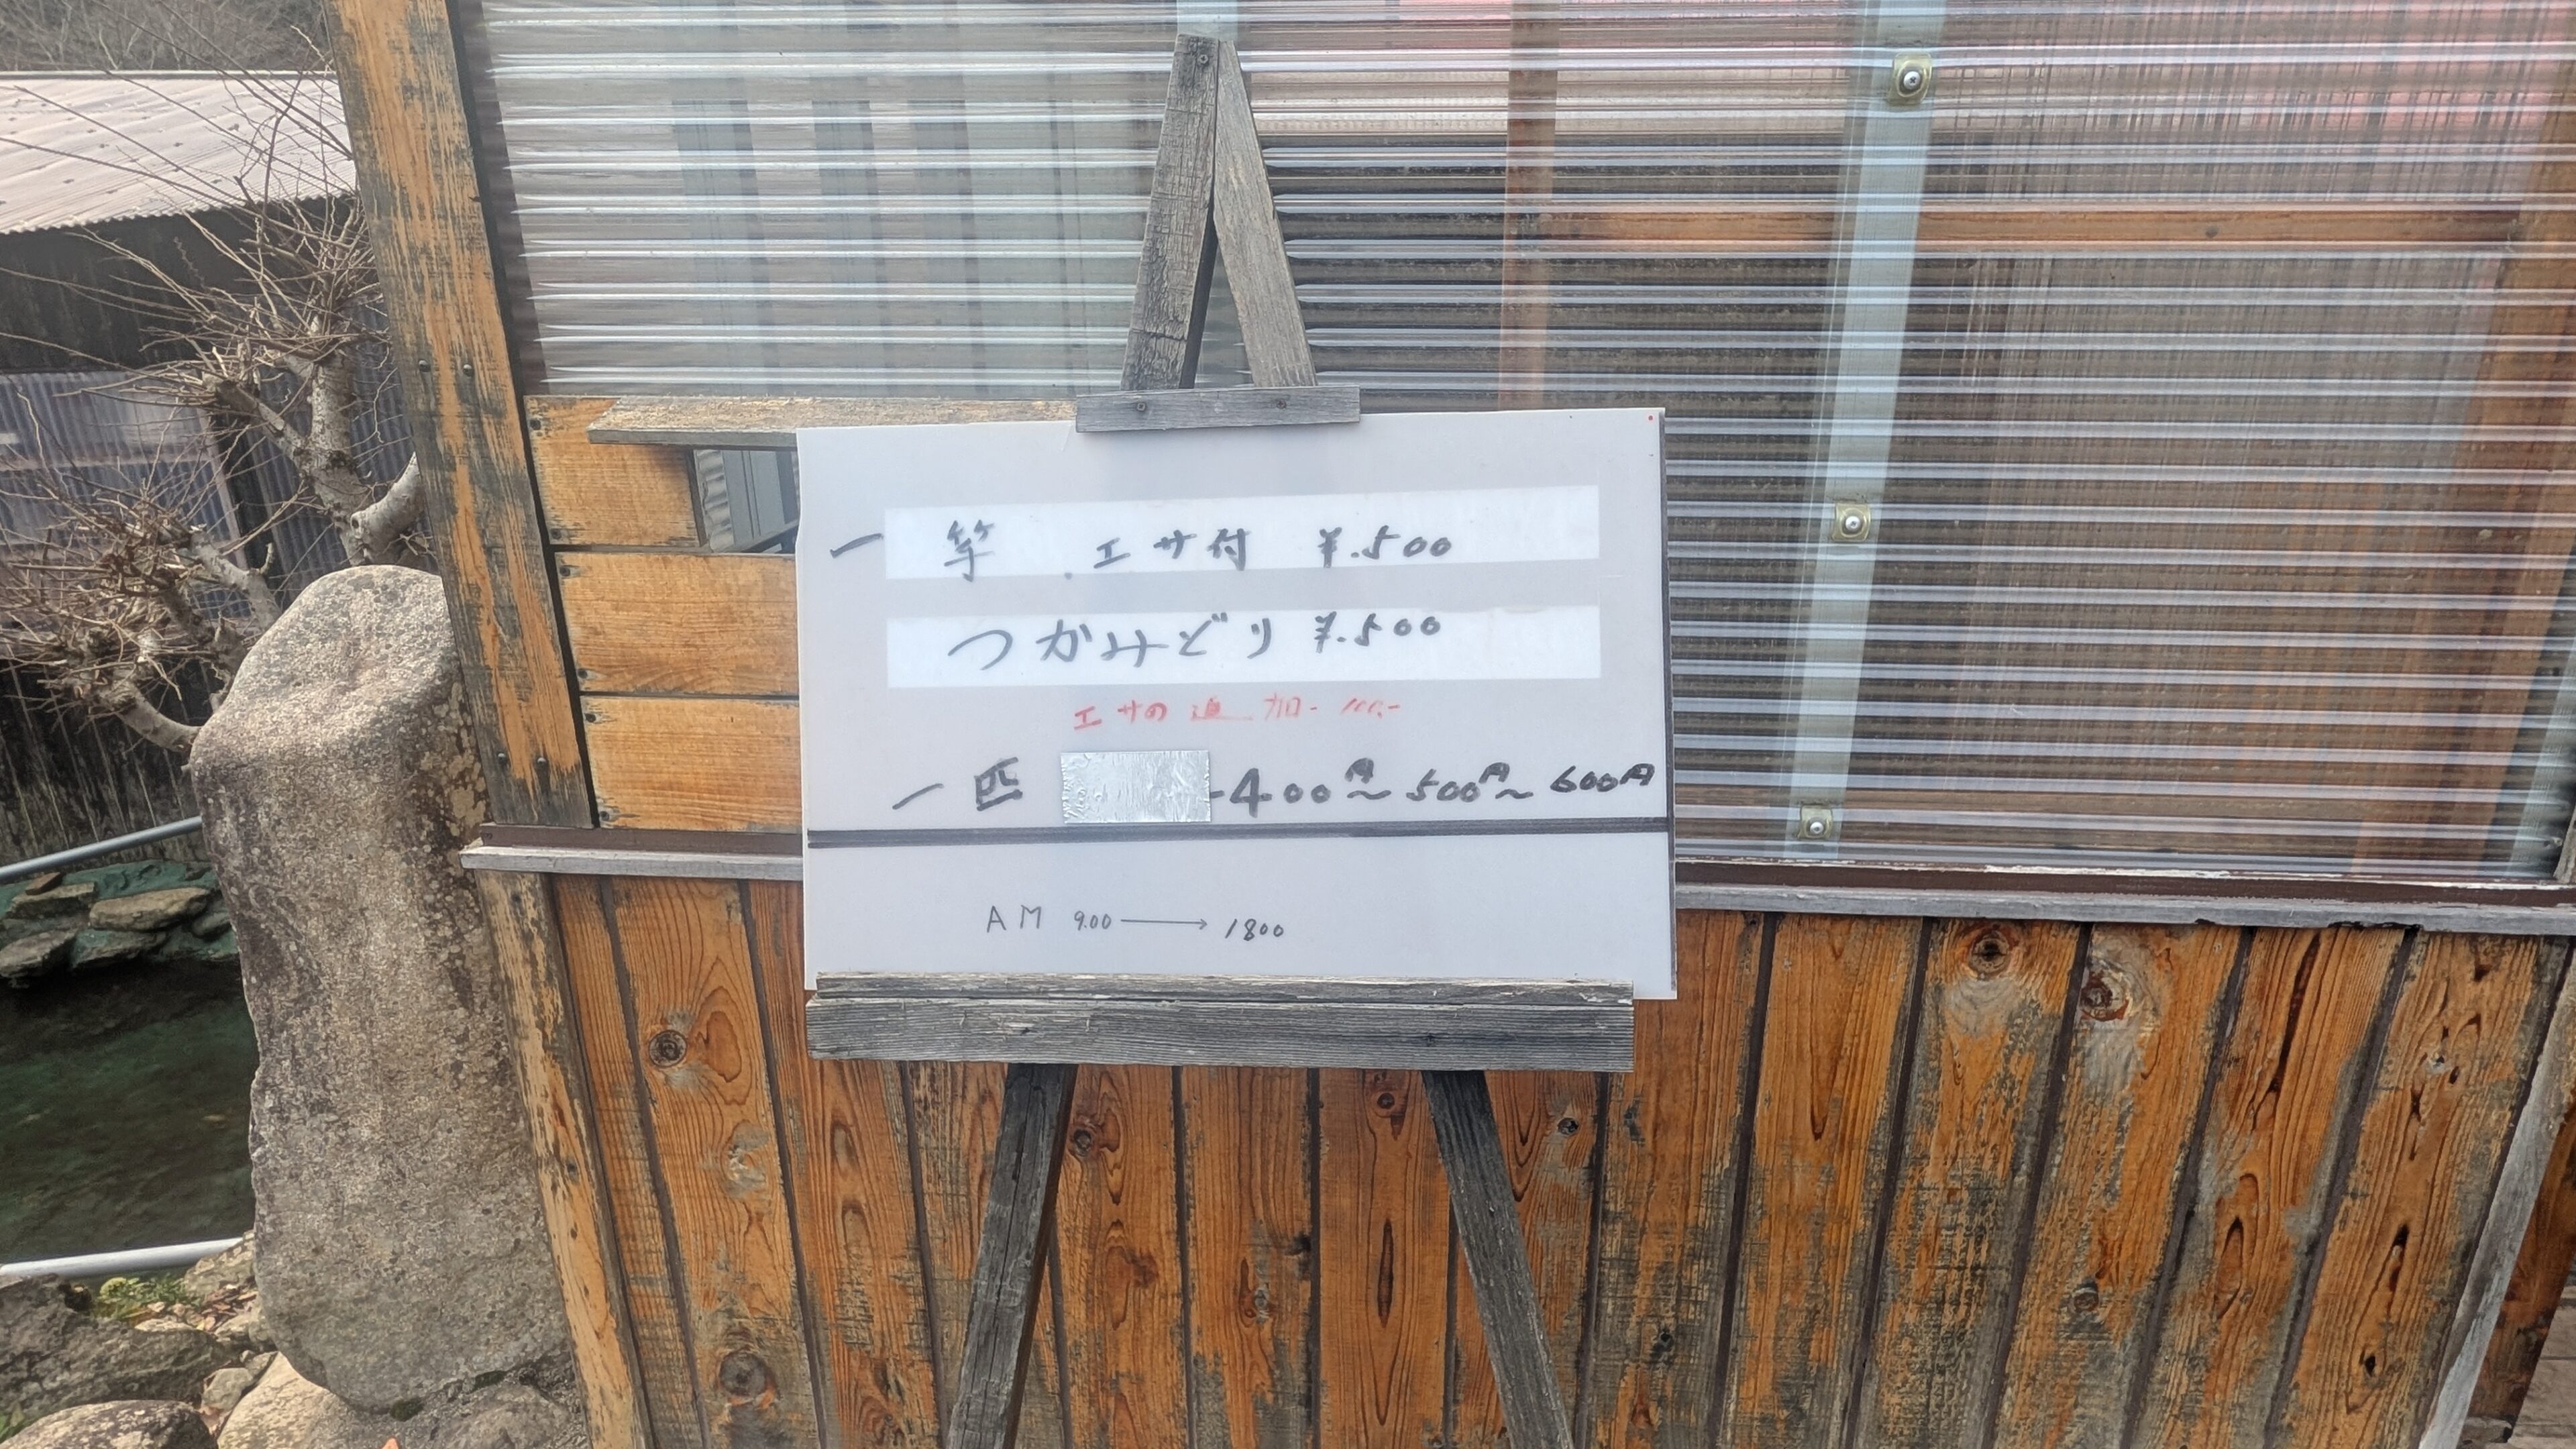 一竿 エサ付 ¥.500
つかみどり ¥.500
エサの追加-100.-
一匹 -400円~500円~600円
AM 9.00 → 1800